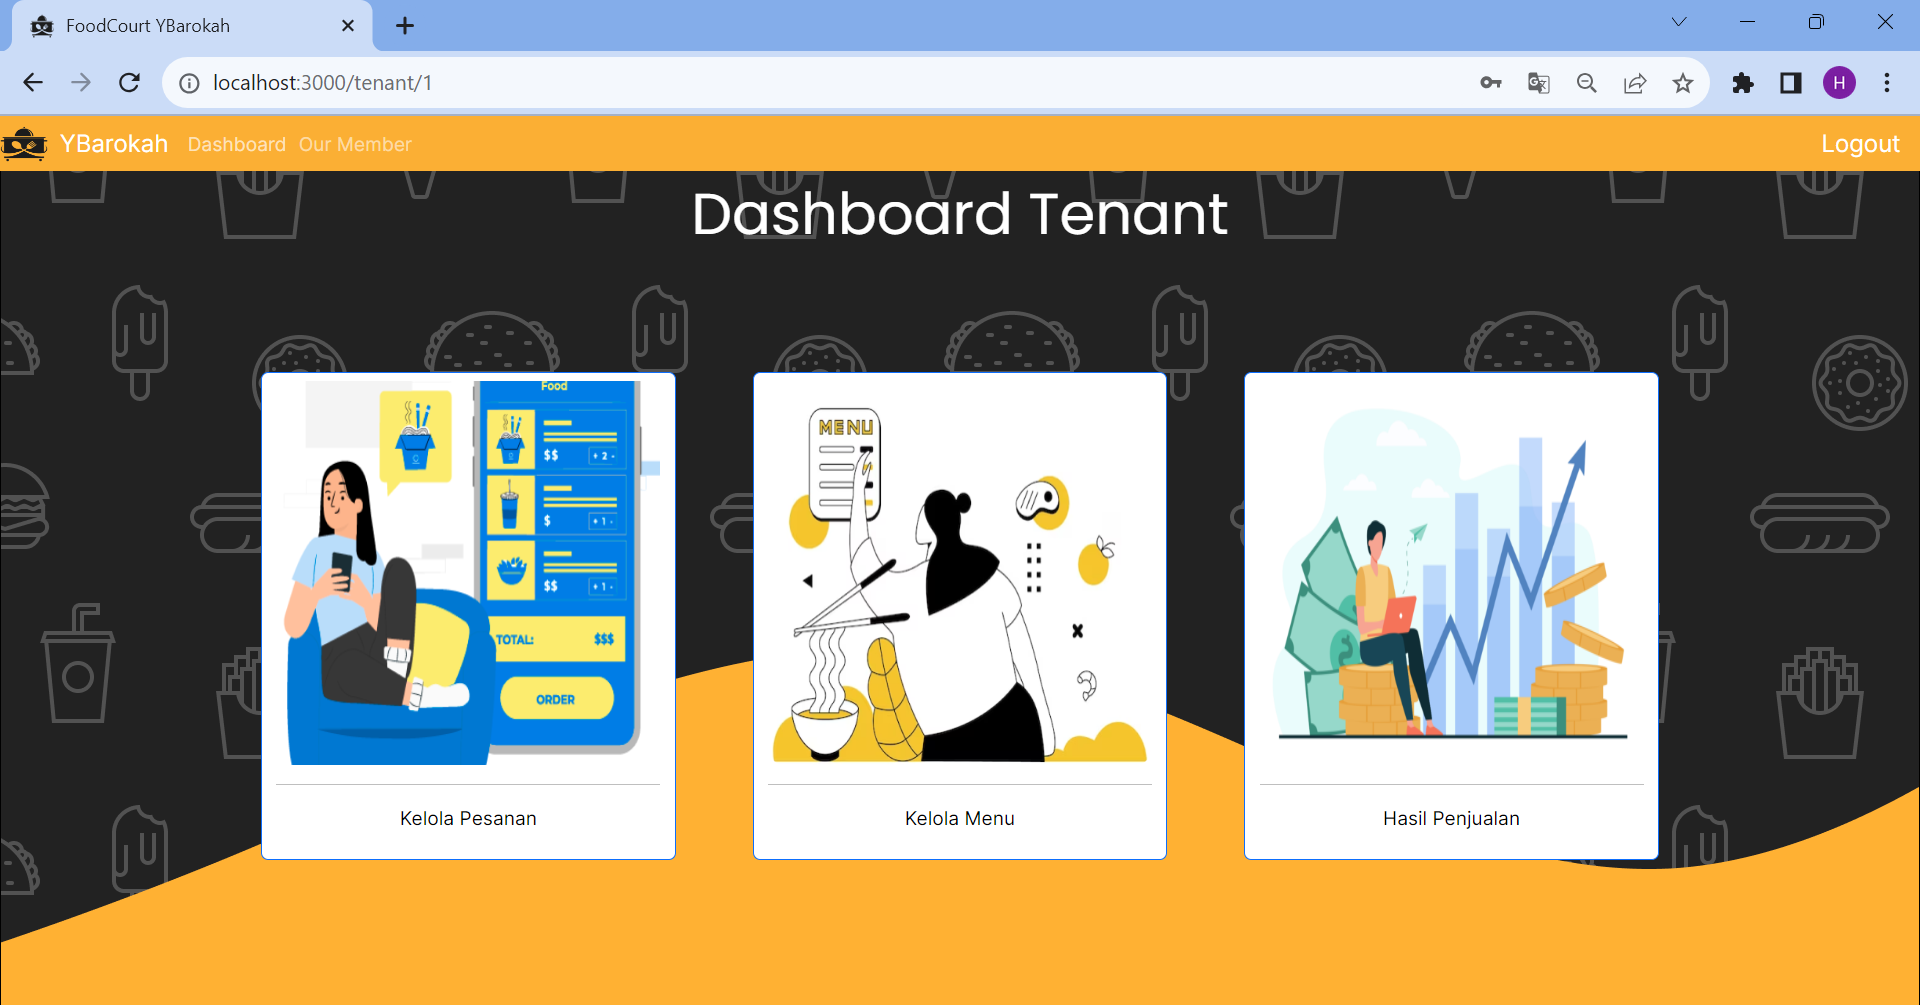 FoodCourt YBarokah
localhost:3000/tenant/1
H
YBarokah Dashboard Our Member Logout
Dashboard Tenant
Food
$$ + 2 -
$ + 1 -
$$ + 1 -
TOTAL: $$$
ORDER
MENU
Kelola Pesanan
Kelola Menu
Hasil Penjualan